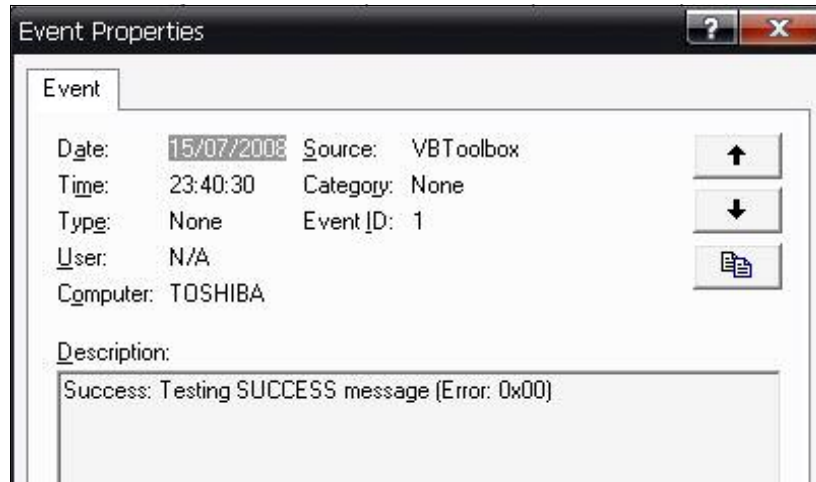 Event Properties
Event
Date: 15/07/2008 Source: VBToolbox
Time: 23:40:30 Category: None
Type: None Event ID: 1
User: N/A
Computer: TOSHIBA
Description:
Success: Testing SUCCESS message (Error: 0x00)